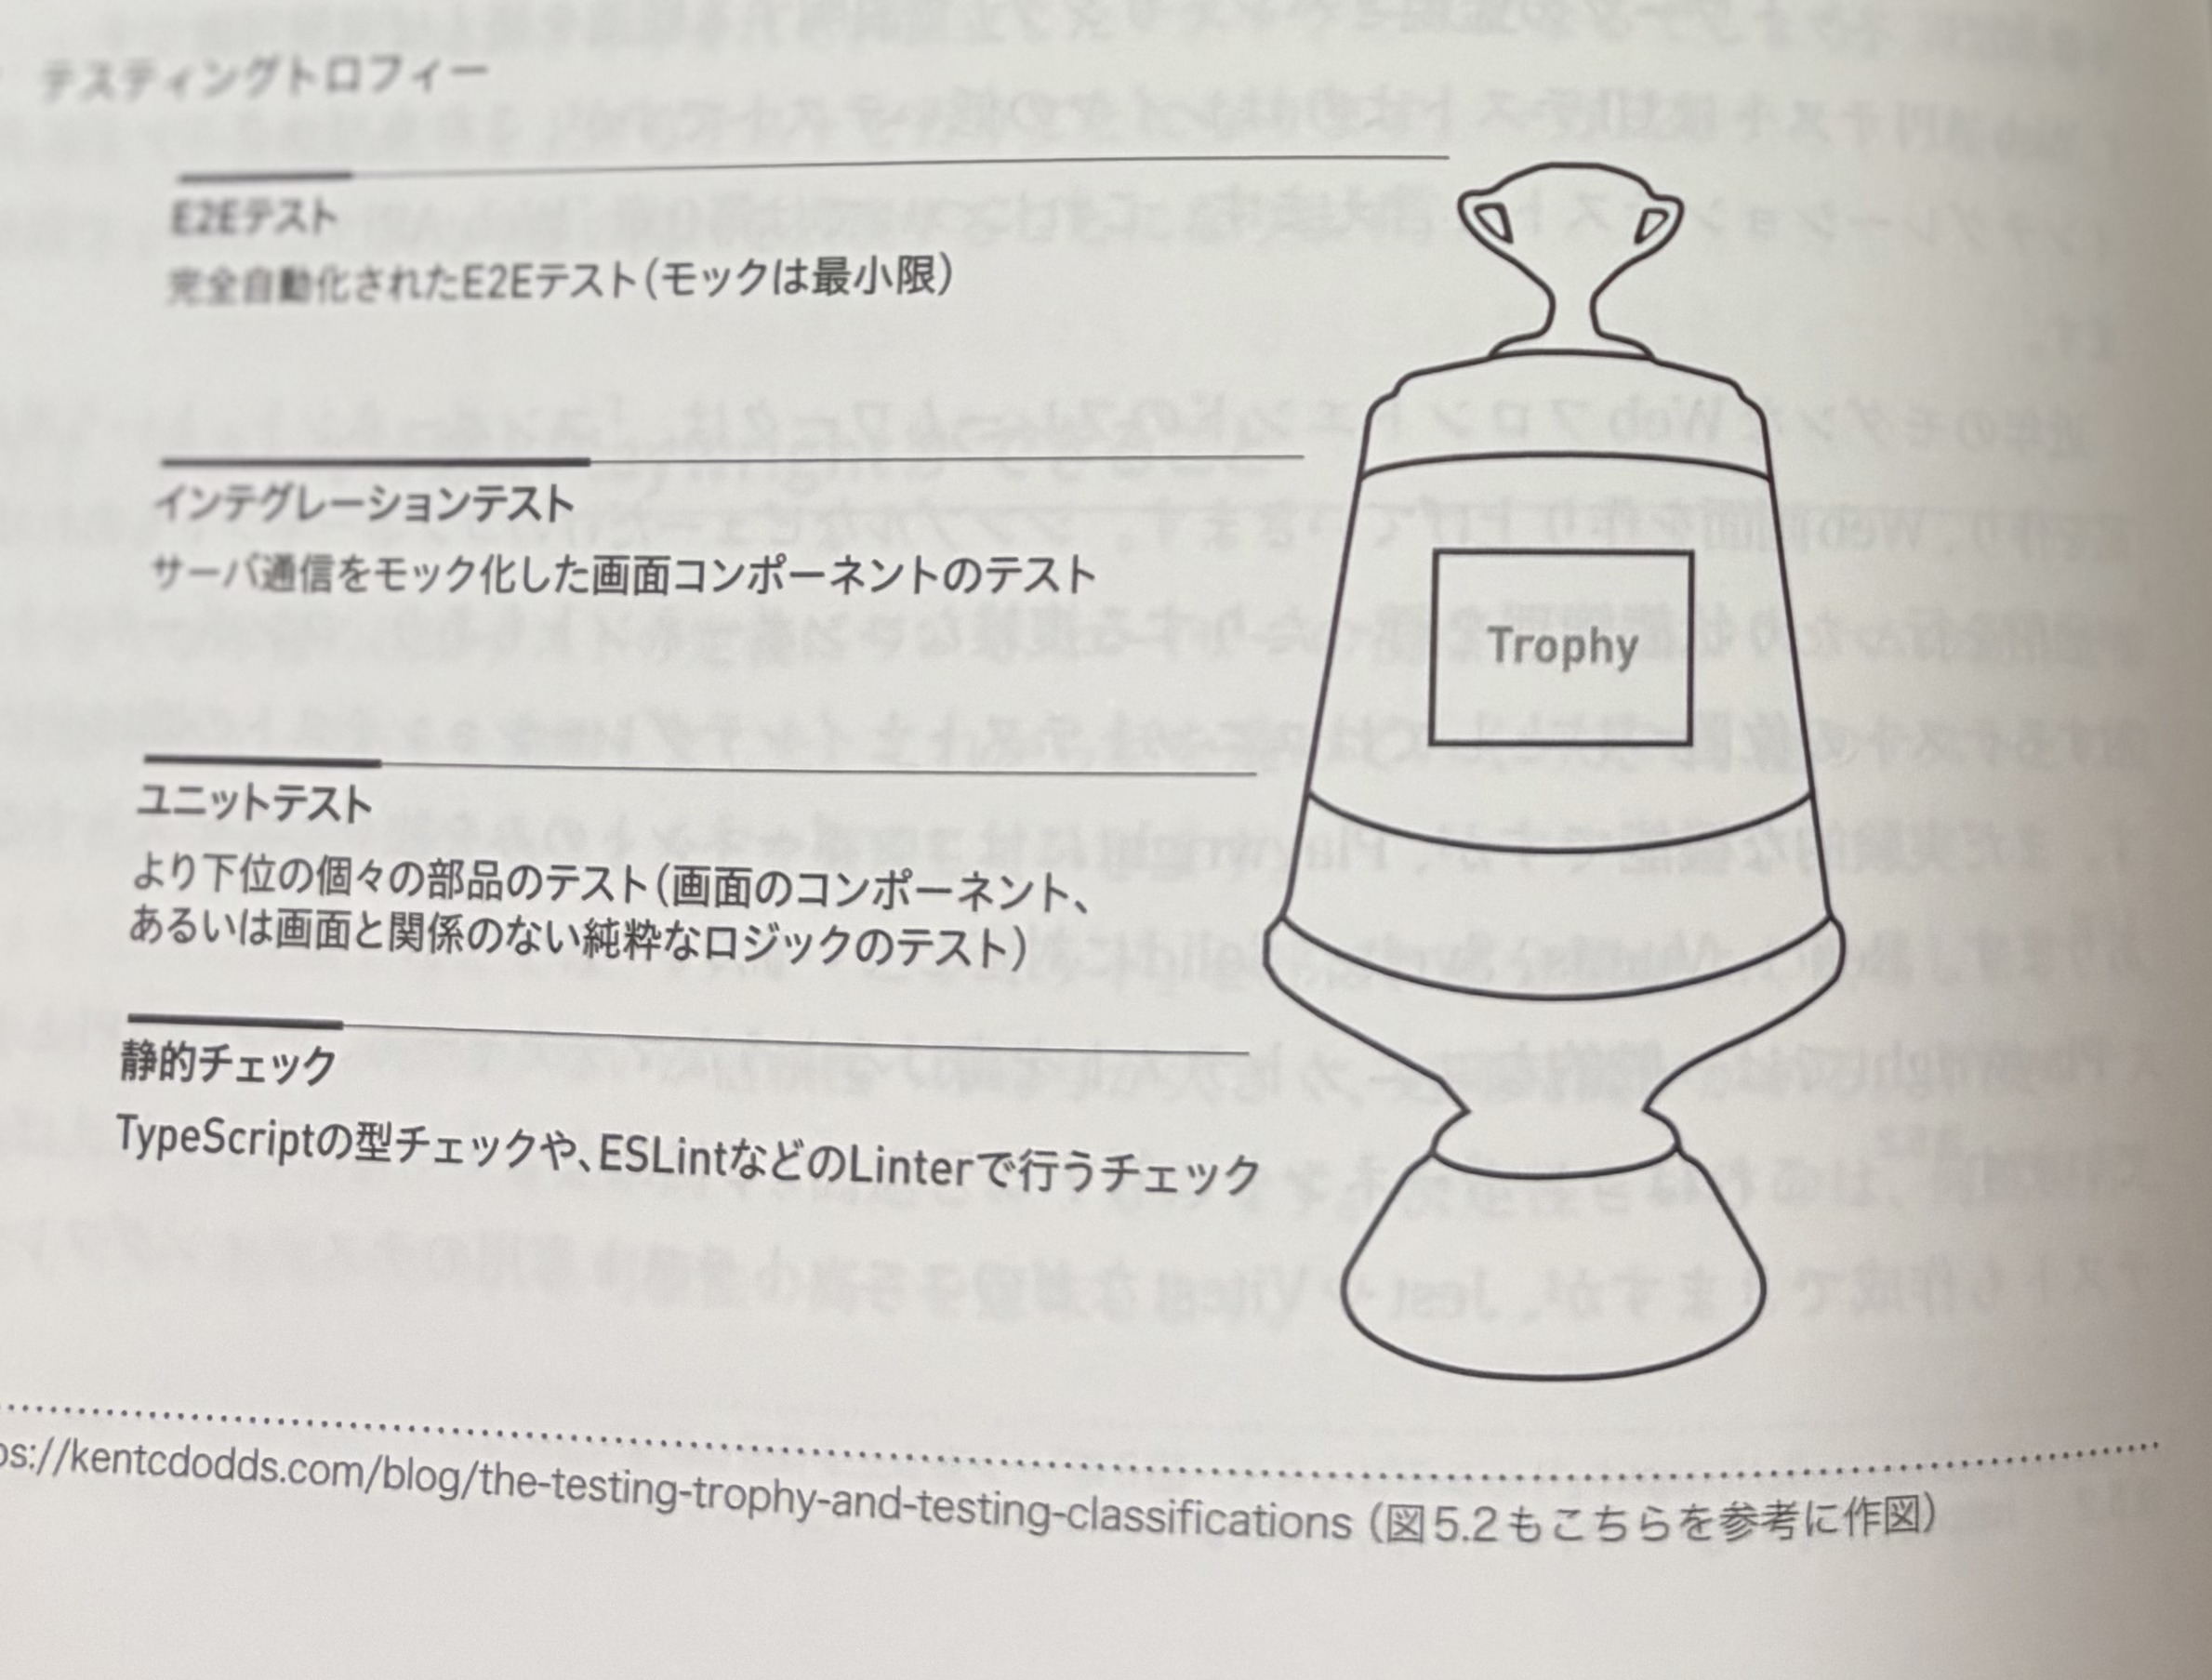 テスティングトロフィー
E2Eテスト
完全自動化されたE2Eテスト(モックは最小限)
インテグレーションテスト
サーバ通信をモック化した画面コンポーネントのテスト
Trophy
ユニットテスト
より下位の個々の部品のテスト(画面のコンポーネント、
あるいは画面と関係のない純粋なロジックのテスト)
静的チェック
TypeScriptの型チェックや、ESLintなどのLinterで行うチェック
ps://kentcdodds.com/blog/the-testing-trophy-and-testing-classifications (図5.2もこちらを参考に作図)